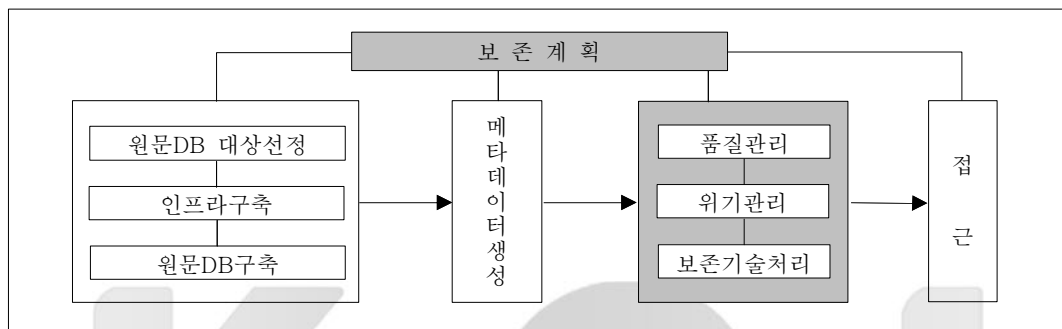 보 존 계 획
원문DB 대상선정
인프라구축
원문DB구축
메타데이터생성
품질관리
위기관리
보존기술처리
접근